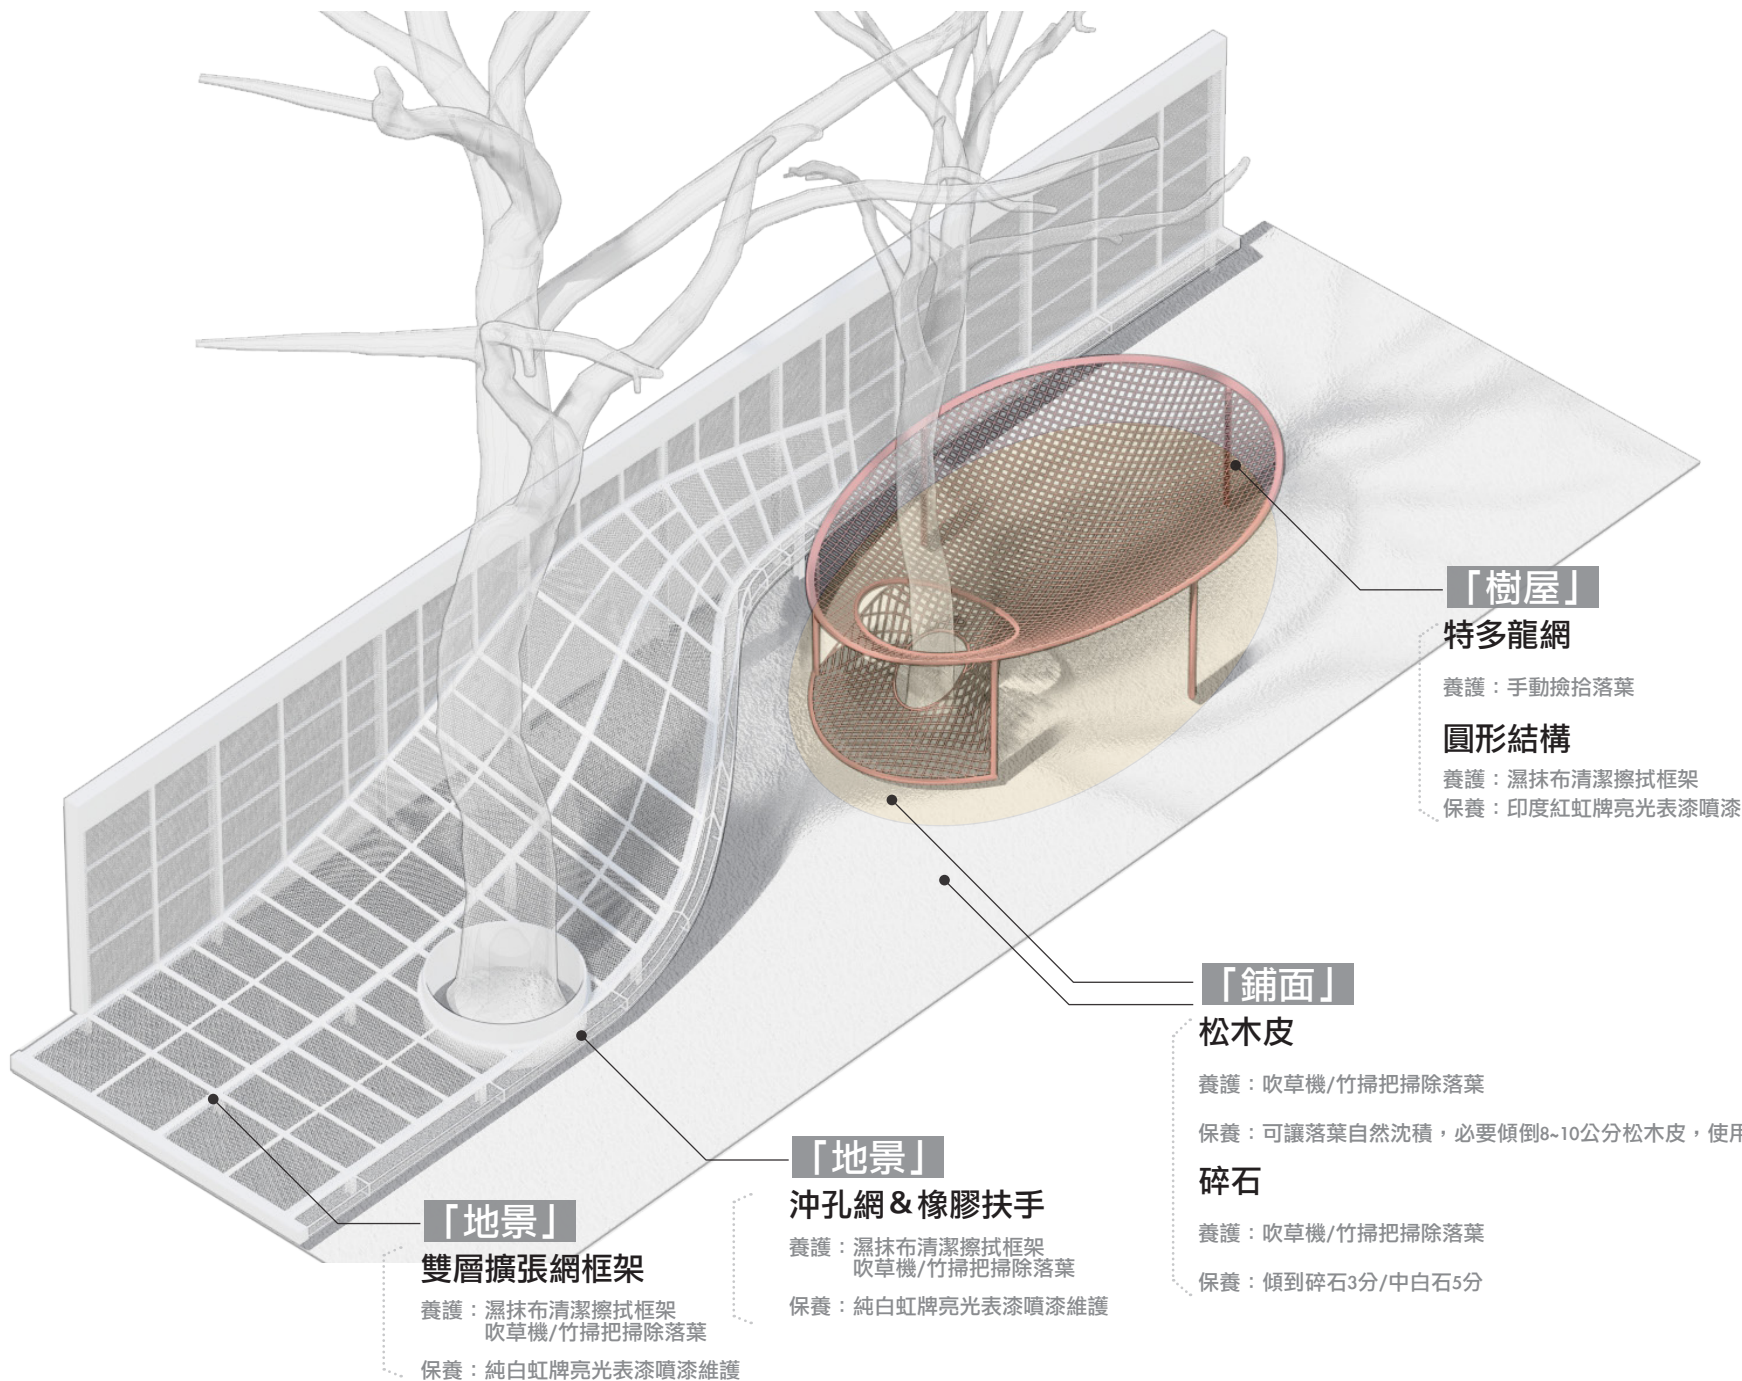 「樹屋」
特多龍網
養護：手動撿拾落葉
圓形結構
養護：濕抹布清潔擦拭框架
保養：印度紅虹牌亮光表漆噴漆
「鋪面」
松木皮
養護：吹草機/竹掃把掃除落葉
保養：可讓落葉自然沈積，必要傾倒8~10公分松木皮，使用
碎石
養護：吹草機/竹掃把掃除落葉
保養：傾到碎石3分/中白石5分
「地景」
沖孔網＆橡膠扶手
養護：濕抹布清潔擦拭框架
吹草機/竹掃把掃除落葉
保養：純白虹牌亮光表漆噴漆維護
「地景」
雙層擴張網框架
養護：濕抹布清潔擦拭框架
吹草機/竹掃把掃除落葉
保養：純白虹牌亮光表漆噴漆維護